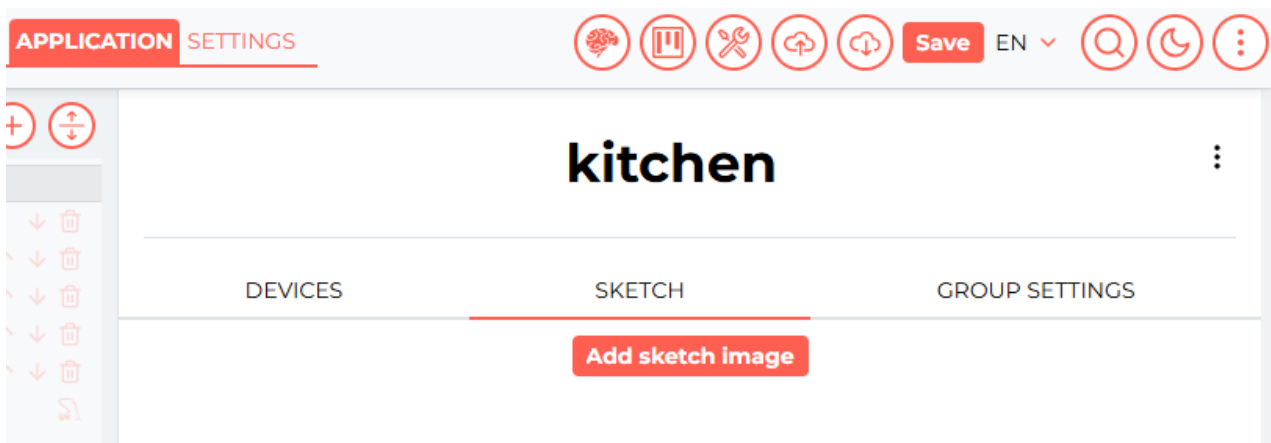 APPLICATION SETTINGS Save EN
kitchen
DEVICES SKETCH GROUP SETTINGS
Add sketch image